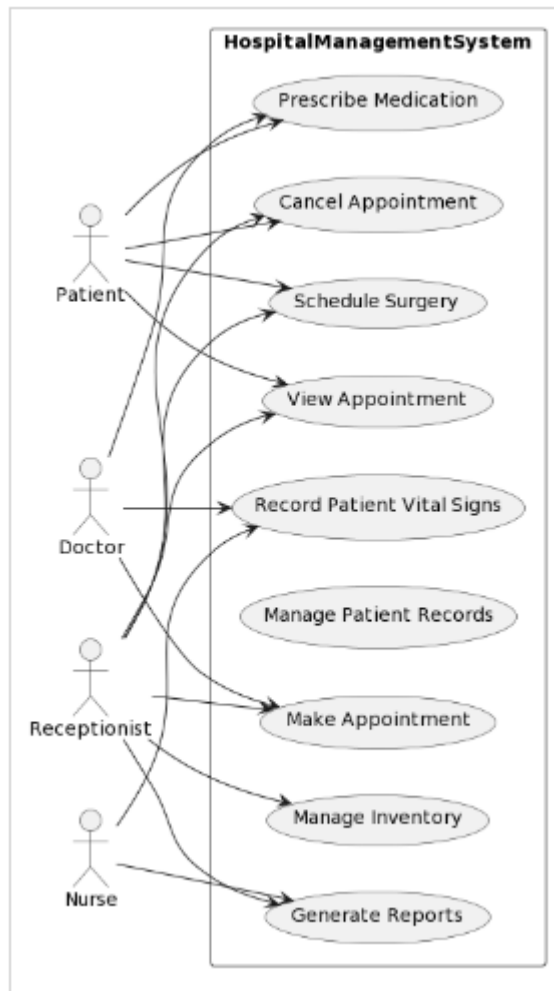 HospitalManagementSystem
Prescribe Medication
Cancel Appointment
Patient
Schedule Surgery
View Appointment
Record Patient Vital Signs
Doctor
Manage Patient Records
Receptionist
Make Appointment
Manage Inventory
Nurse
Generate Reports